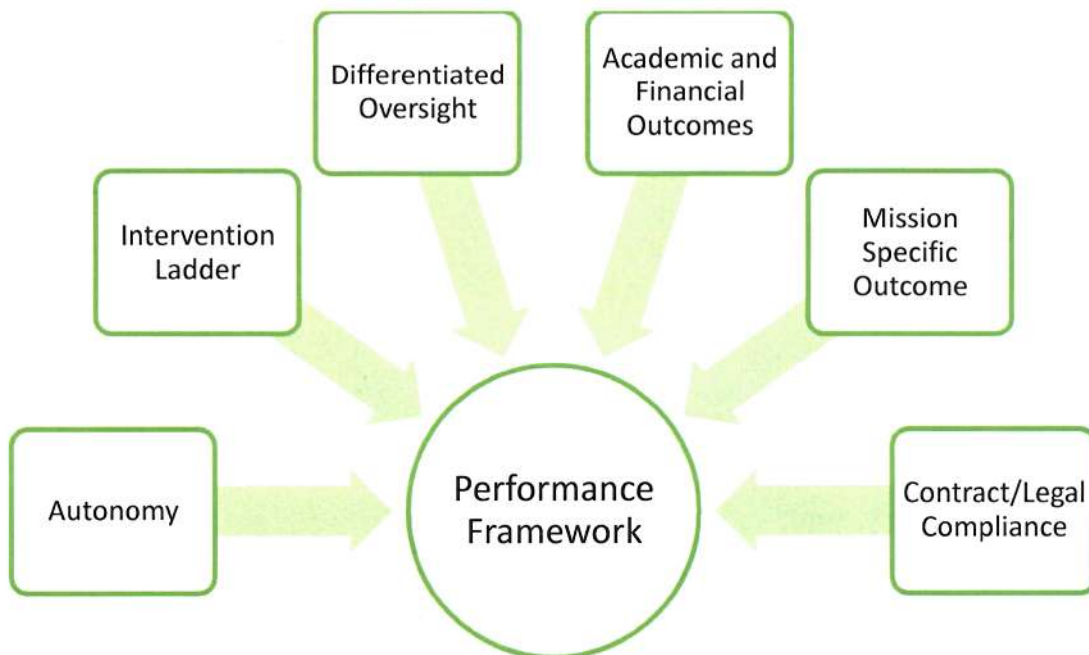 Differentiated
Oversight
Academic and
Financial
Outcomes
Intervention
Ladder
Mission
Specific
Outcome
Autonomy
Performance
Framework
Contract/Legal
Compliance